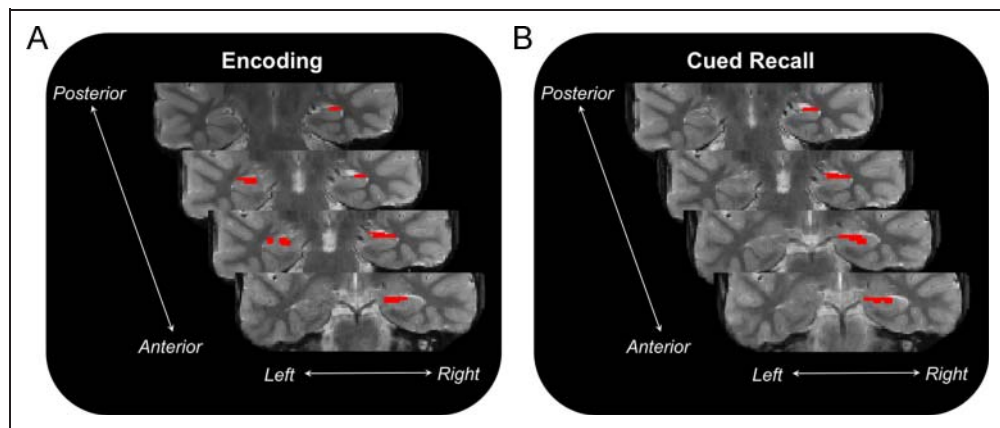 A
Encoding
Posterior
Anterior
Left
Right
B
Cued Recall
Posterior
Anterior
Left
Right